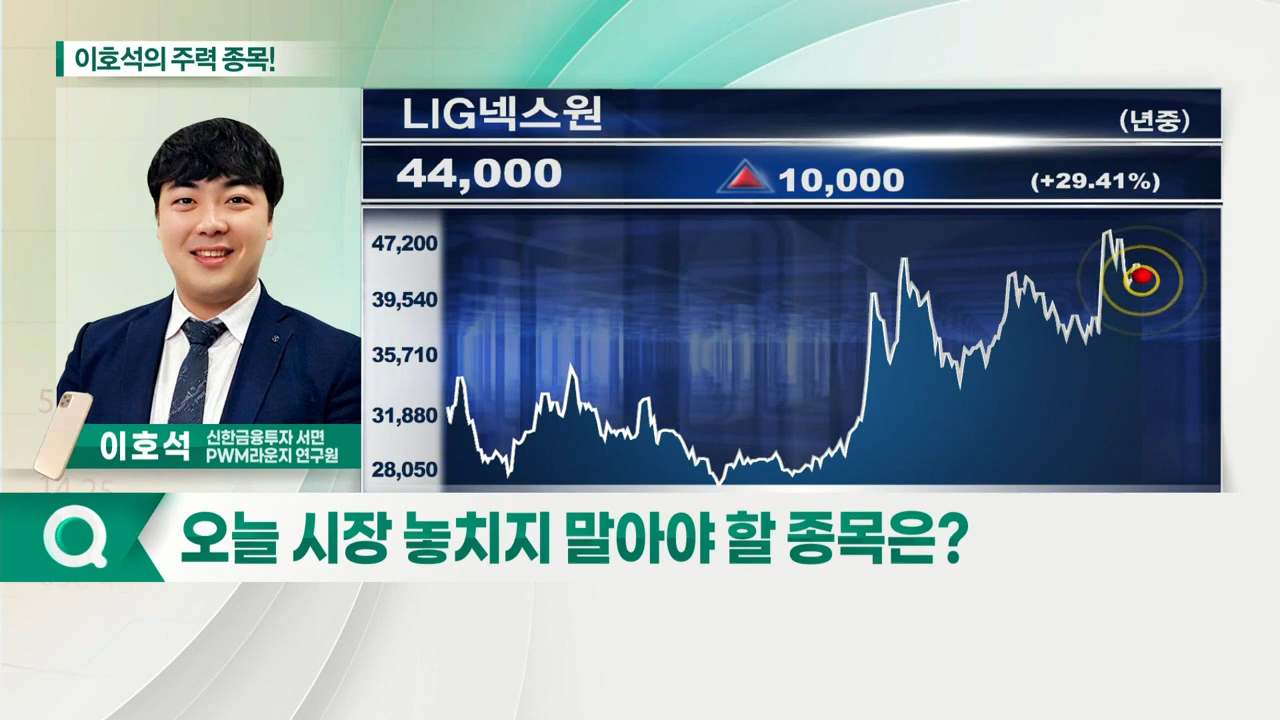 이호석의 주력 종목!
LIG넥스원
(년중)
44,000 ▲ 10,000 (+29.41%)
47,200
39,540
35,710
31,880
28,050
이호석
신한금융투자 서면
PWM라운지 연구원
Q 오늘 시장 놓치지 말아야 할 종목은?